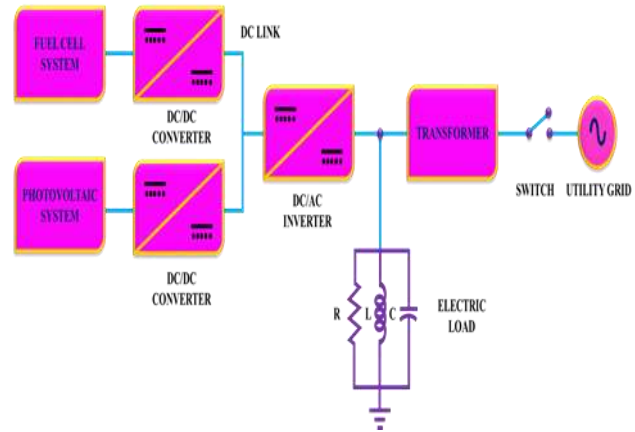 FUEL CELL
SYSTEM
DC LINK
DC/DC
CONVERTER
PHOTOVOLTAIC
SYSTEM
DC/DC
CONVERTER
DC/AC
INVERTER
TRANSFORMER
SWITCH
UTILITY GRID
R
L
C
ELECTRIC
LOAD